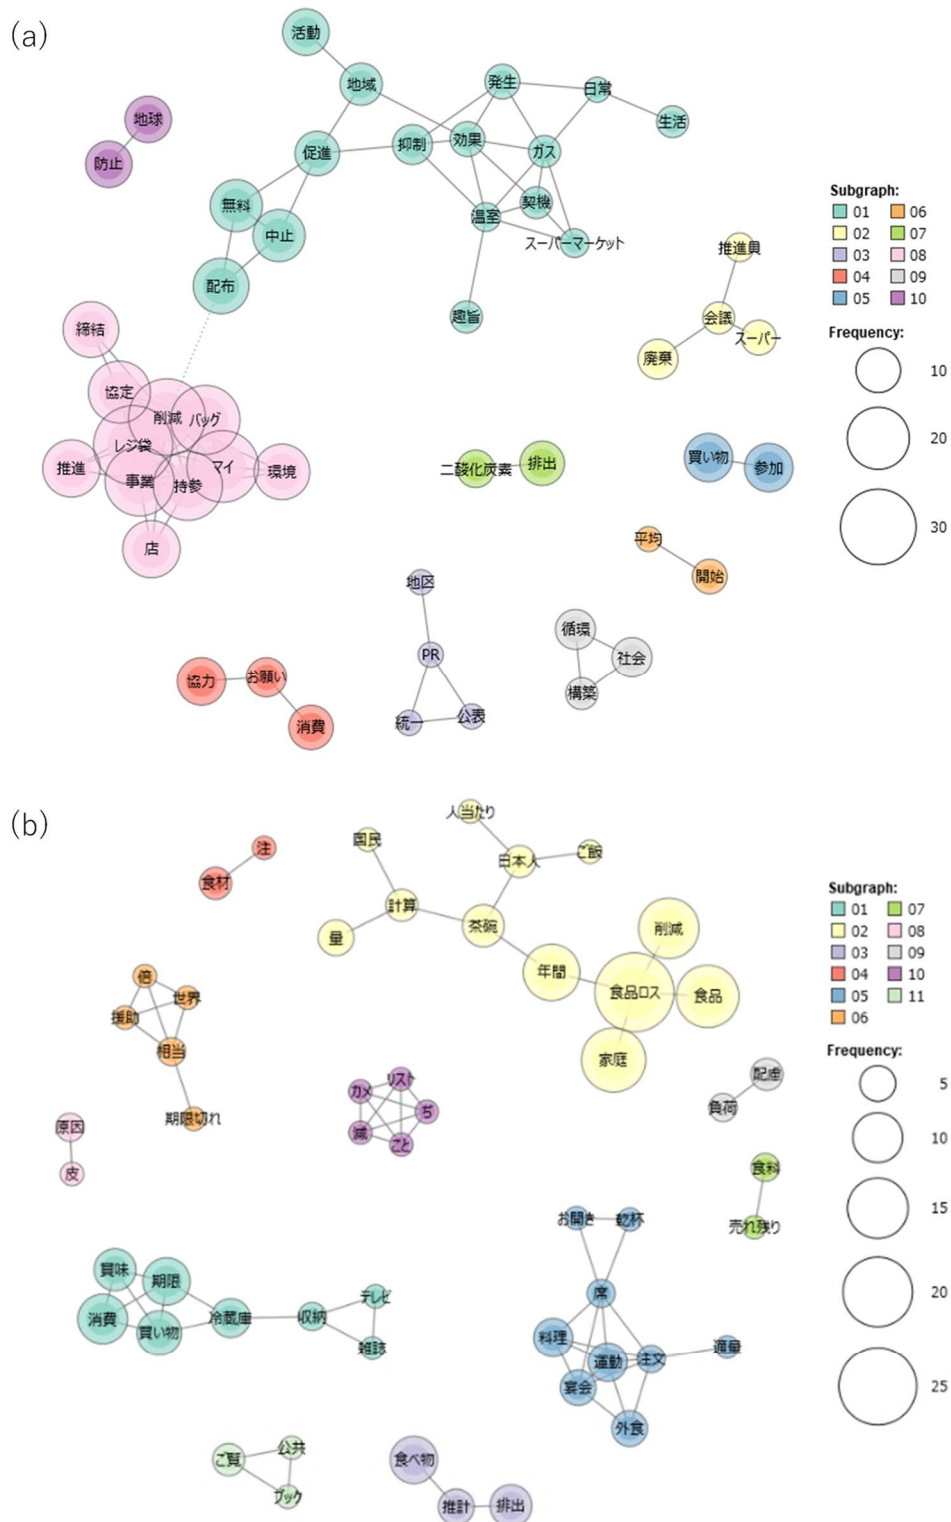 (a)
活動
地域
発生
日常
生活
地球
防止
促進
抑制
効果
ガス
無料
中止
温室
契機
スーパーマーケット
配布
趣旨
推進員
会議
スーパー
廃棄
締結
協定
削減
バッグ
レジ袋
推進
事業
持参
マイ
環境
店
二酸化炭素
排出
買い物
参加
平均
開始
地区
PR
統一
公表
循環
社会
構築
協力
お願い
消費
Subgraph:
01
06
02
07
03
08
04
09
05
10
Frequency:
10
20
30
(b)
注
食材
国民
人当たり
日本人
ご飯
計算
量
茶碗
年間
削減
食品ロス
食品
家庭
倍
世界
援助
相当
期限切れ
原因
皮
リスト
カメ
ぢ
減
こと
配慮
負荷
食料
売れ残り
お開き
乾杯
席
料理
運動
注文
適量
宴会
外食
賞味
期限
消費
買い物
冷蔵庫
収納
テレビ
雑誌
ご覧
公共
ブック
食べ物
推計
排出
Subgraph:
01
07
02
08
03
09
04
10
05
11
06
Frequency:
5
10
15
20
25